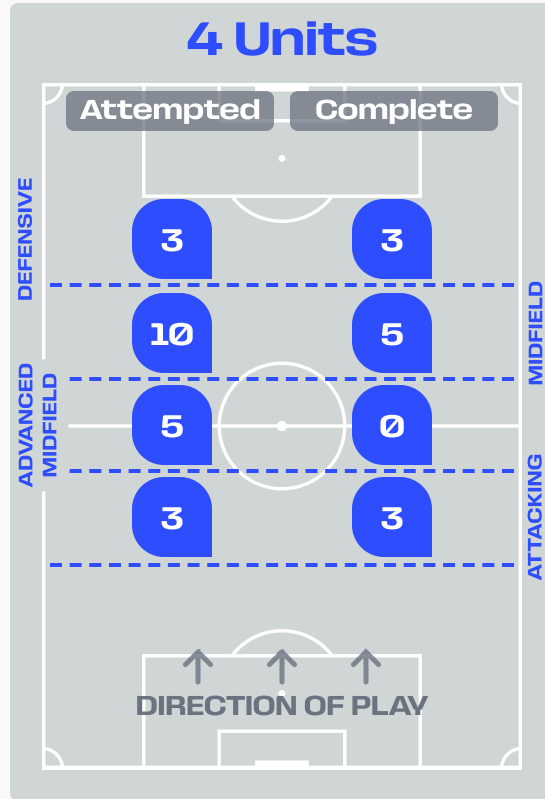 4 Units
Attempted Complete
DEFENSIVE
3 3
MIDFIELD
10 5
ADVANCED
MIDFIELD
5 0
ATTACKING
3 3
DIRECTION OF PLAY